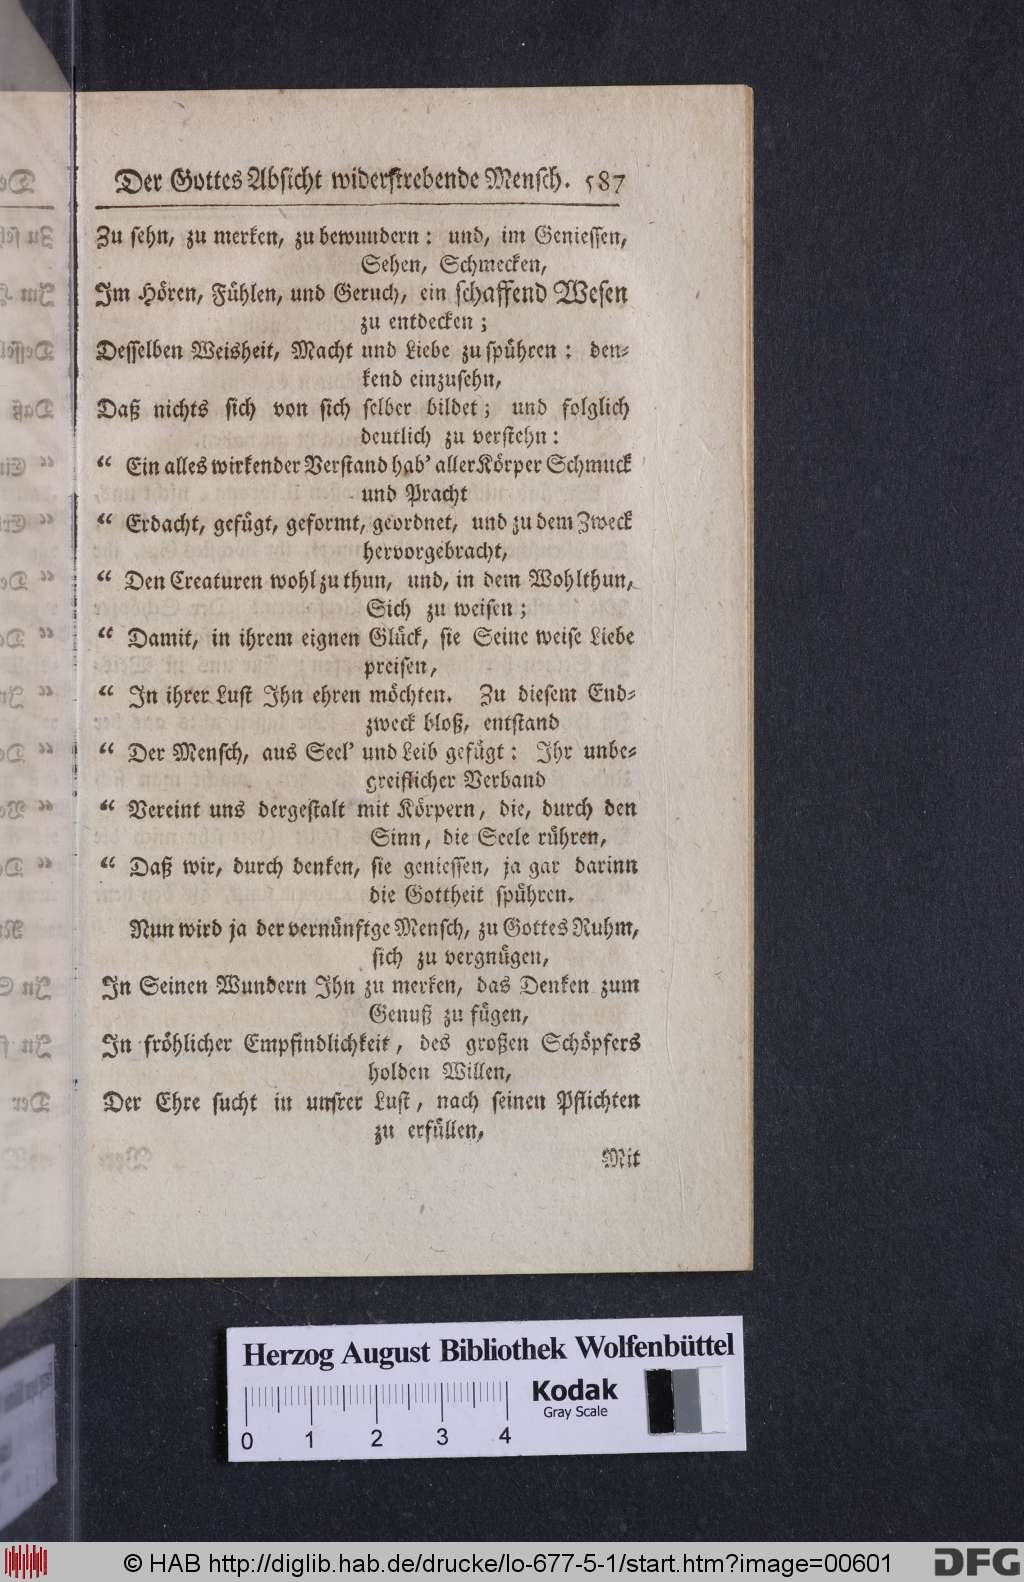 Der Gottes Absicht widerstrebende Mensch. 587
Zu sehn, zu merken, zu bewundern: und, im Geniessen,
Sehen, Schmecken,
Im Hören, Fühlen, und Geruch, ein schaffend Wesen
zu entdecken;
Desselben Weisheit, Macht und Liebe zu spühren: den-
kend einzusehn,
Daß nichts sich von sich selber bildet; und folglich
deutlich zu verstehn:
“ Ein alles wirkender Verstand hab’ aller Körper Schmuck
und Pracht
“ Erdacht, gefügt, geformt, geordnet, und zu dem Zweck
hervorgebracht,
“ Den Creaturen wohl zu thun, und, in dem Wohlthun,
Sich zu weisen;
“ Damit, in ihrem eignen Glück, sie Seine weise Liebe
preisen,
“ In ihrer Lust Ihn ehren möchten. Zu diesem End-
zweck bloß, entstand
“ Der Mensch, aus Seel’ und Leib gefügt: Ihr unbe-
greiflicher Verband
“ Vereint uns dergestalt mit Körpern, die, durch den
Sinn, die Seele rühren,
“ Daß wir, durch denken, sie geniessen, ja gar darinn
die Gottheit spühren.
Nun wird ja der vernünftge Mensch, zu Gottes Ruhm,
sich zu vergnügen,
In Seinen Wundern Ihn zu merken, das Denken zum
Genuß zu fügen,
In fröhlicher Empfindlichkeit, des großen Schöpfers
holden Willen,
Der Ehre sucht in unsrer Lust, nach seinen Pflichten
zu erfüllen,
Mit
Herzog August Bibliothek Wolfenbüttel
Kodak
Gray Scale
0 1 2 3 4
© HAB http://diglib.hab.de/drucke/lo-677-5-1/start.htm?image=00601
DFG